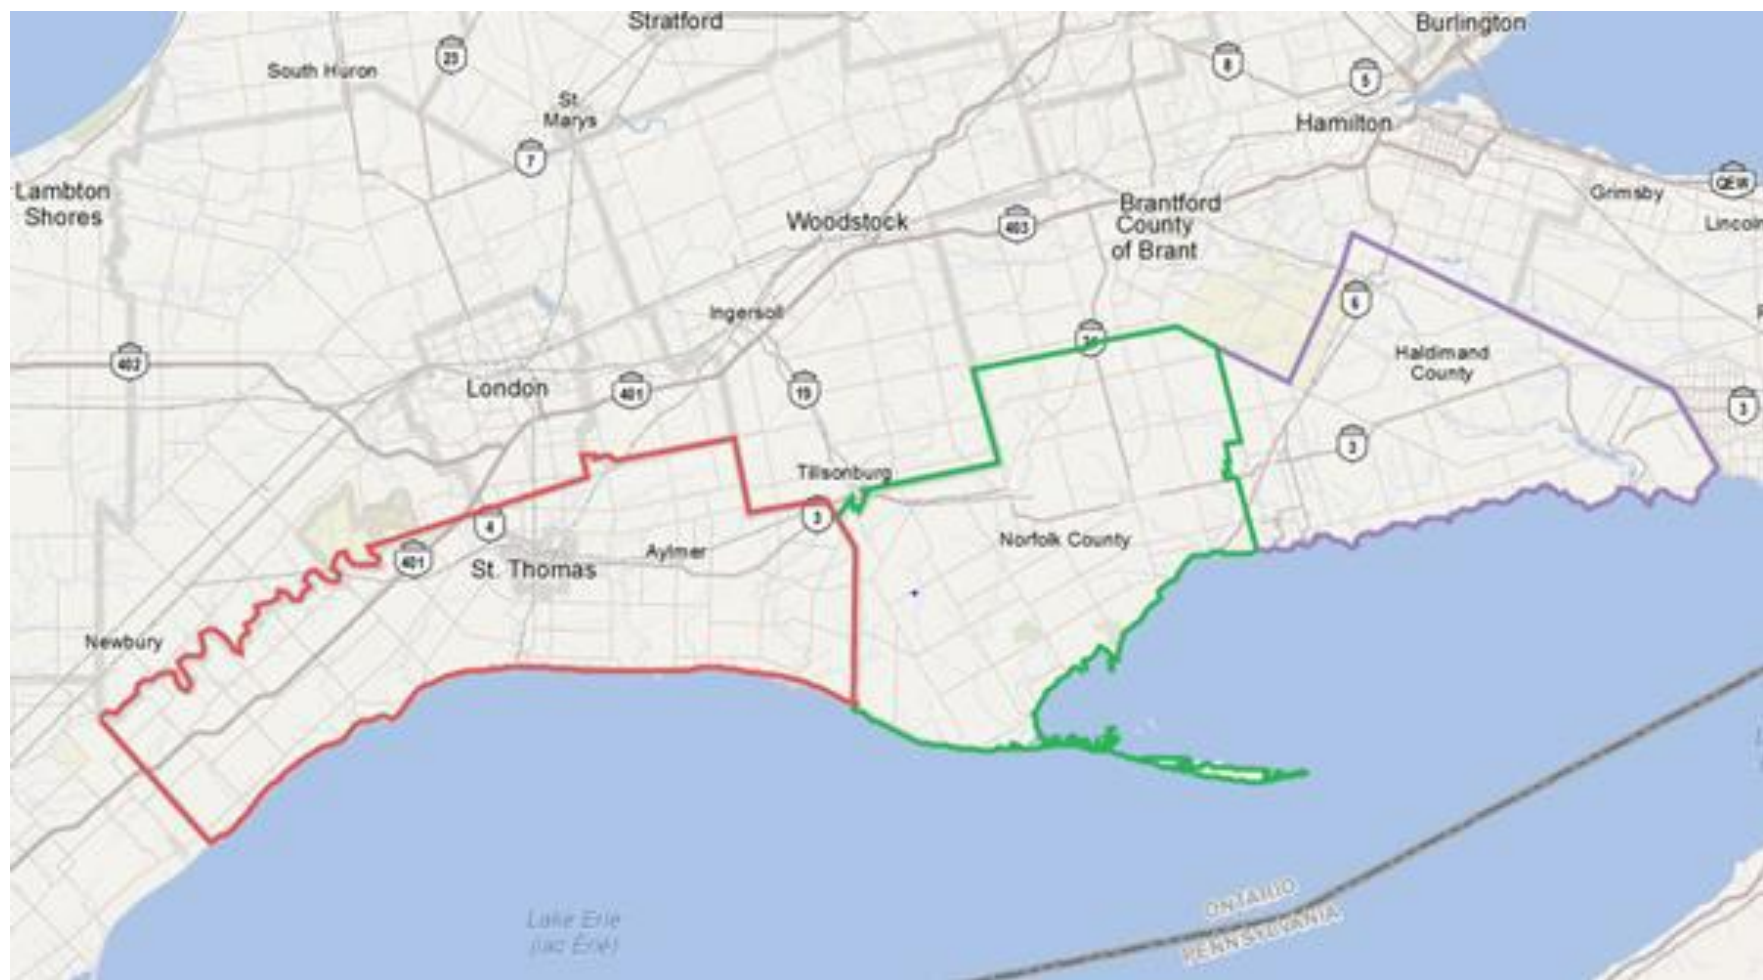 Stratford
Burlington
23
8
South Huron
5
St.
Marys
Hamilton
7
Lambton
Shores
QEW
Grimsby
Brantford
County
of Brant
Woodstock
403
Lincoln
6
Ingersoll
402
Haldimand
County
London
401
19
3
3
Tillsonburg
3
4
Norfolk County
401
Aylmer
St. Thomas
Newbury
ONTARIO
PENNSYLVANIA
Lake Erie
(lac Érié)